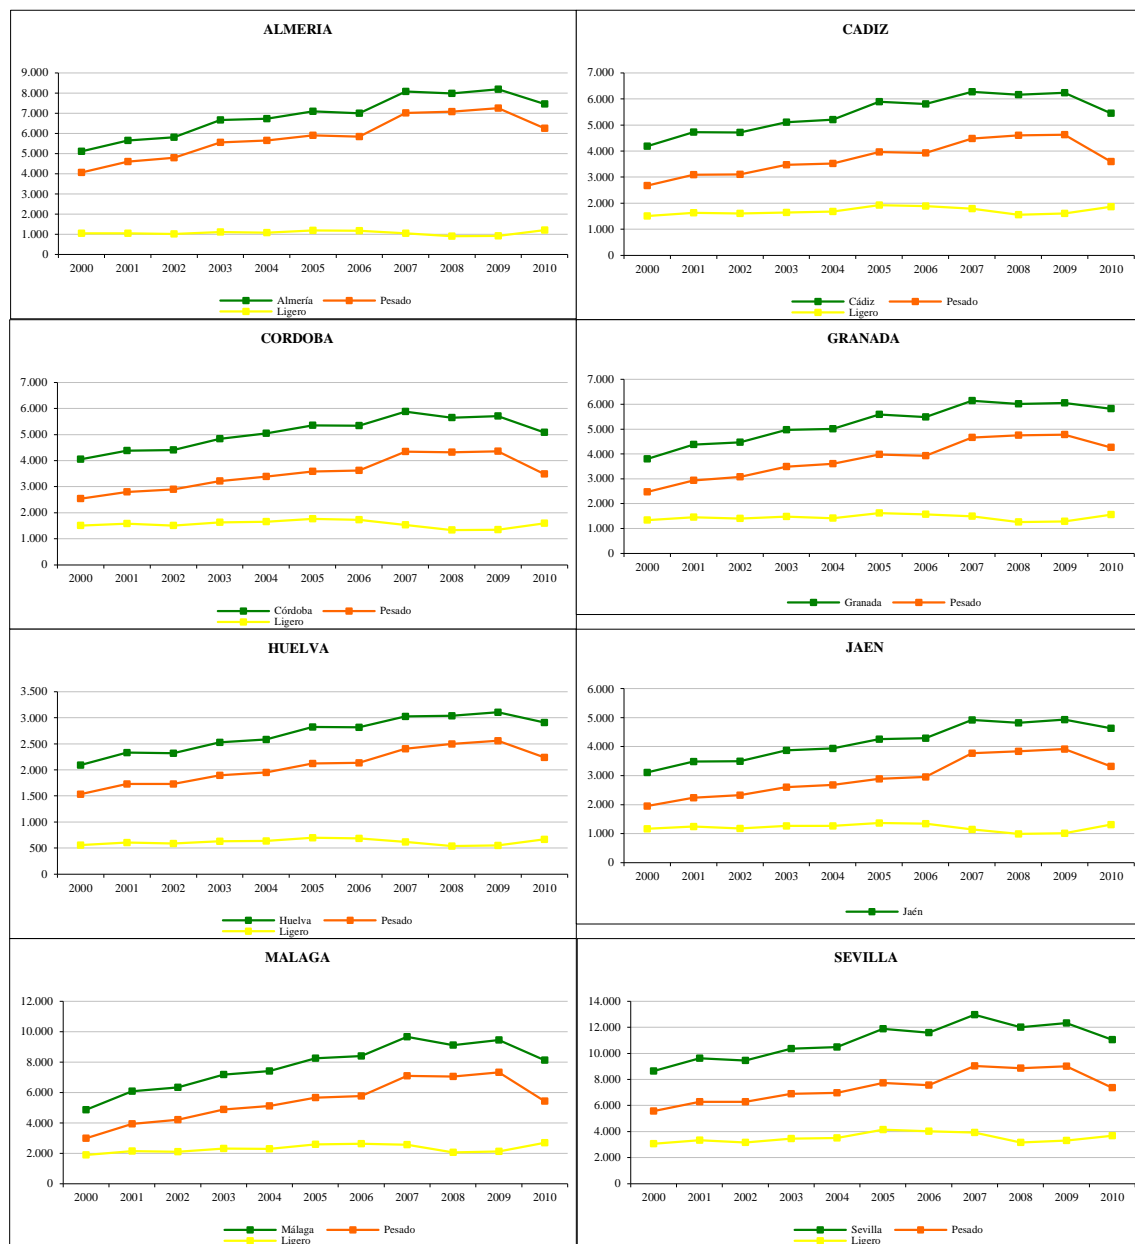 ALMERIA
9.000
8.000
7.000
6.000
5.000
4.000
3.000
2.000
1.000
0
2000 2001 2002 2003 2004 2005 2006 2007 2008 2009 2010
Almería Pesado
Ligero
CADIZ
7.000
6.000
5.000
4.000
3.000
2.000
1.000
0
2000 2001 2002 2003 2004 2005 2006 2007 2008 2009 2010
Cádiz Pesado
Ligero
CORDOBA
7.000
6.000
5.000
4.000
3.000
2.000
1.000
0
2000 2001 2002 2003 2004 2005 2006 2007 2008 2009 2010
Córdoba Pesado
Ligero
GRANADA
7.000
6.000
5.000
4.000
3.000
2.000
1.000
0
2000 2001 2002 2003 2004 2005 2006 2007 2008 2009 2010
Granada Pesado
HUELVA
3.500
3.000
2.500
2.000
1.500
1.000
500
0
2000 2001 2002 2003 2004 2005 2006 2007 2008 2009 2010
Huelva Pesado
Ligero
JAEN
6.000
5.000
4.000
3.000
2.000
1.000
0
2000 2001 2002 2003 2004 2005 2006 2007 2008 2009 2010
Jaén
MALAGA
12.000
10.000
8.000
6.000
4.000
2.000
0
2000 2001 2002 2003 2004 2005 2006 2007 2008 2009 2010
Málaga Pesado
Ligero
SEVILLA
14.000
12.000
10.000
8.000
6.000
4.000
2.000
0
2000 2001 2002 2003 2004 2005 2006 2007 2008 2009 2010
Sevilla Pesado
Ligero